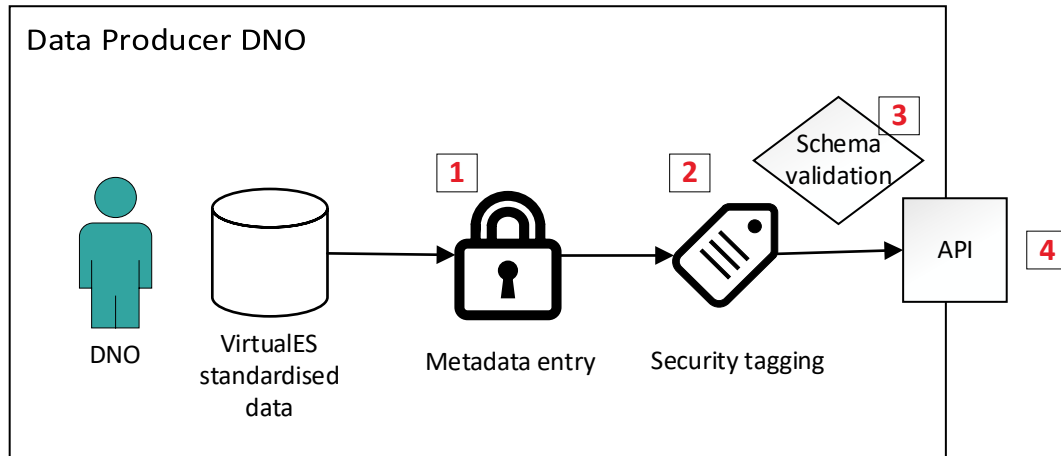 Data Producer DNO
3
Schema
validation
1
2
API
4
DNO
VirtualES
standardised
data
Metadata entry
Security tagging